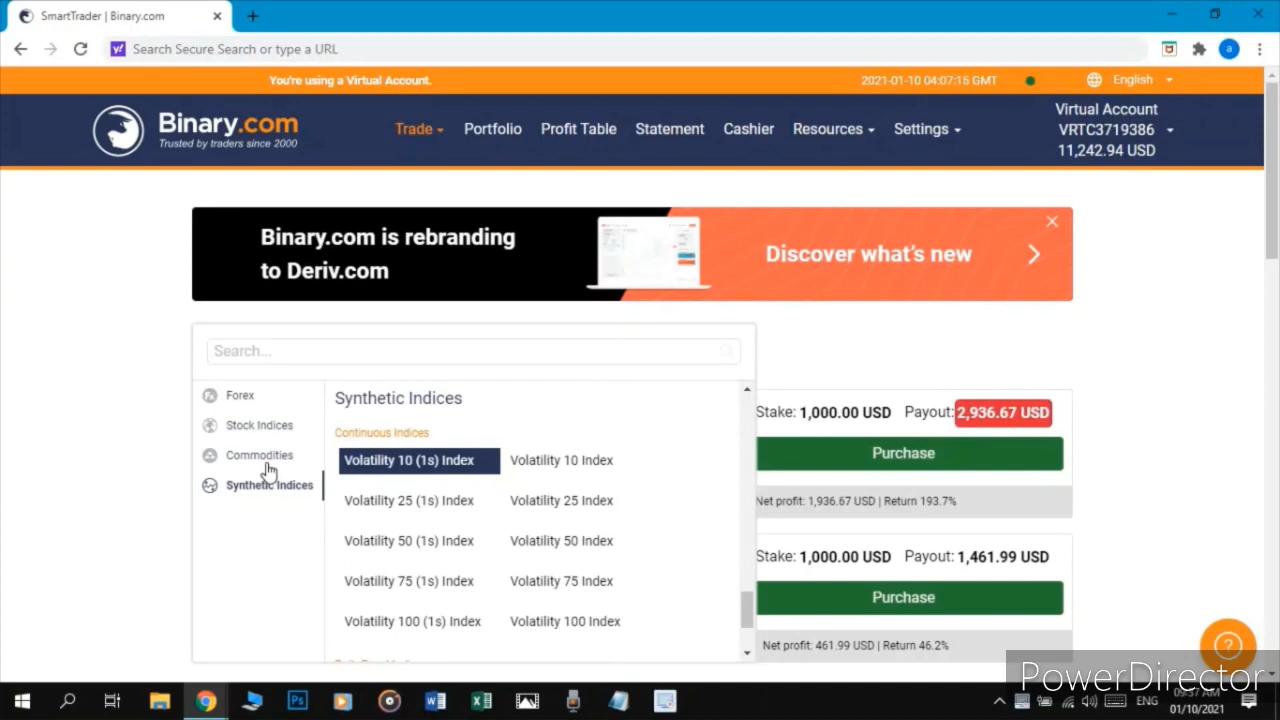 SmartTrader | Binary.com
Search Secure Search or type a URL
You're using a Virtual Account.
2021-01-10 04:07:15 GMT
English
Binary.com
Trusted by traders since 2000
Trade
Portfolio
Profit Table
Statement
Cashier
Resources
Settings
Virtual Account
VRTC3719386
11,242.94 USD
Binary.com is rebranding
to Deriv.com
Discover what's new
Search...
Forex
Stock Indices
Commodities
Synthetic Indices
Synthetic Indices
Continuous Indices
Volatility 10 (1s) Index
Volatility 10 Index
Volatility 25 (1s) Index
Volatility 25 Index
Volatility 50 (1s) Index
Volatility 50 Index
Volatility 75 (1s) Index
Volatility 75 Index
Volatility 100 (1s) Index
Volatility 100 Index
Stake: 1,000.00 USD Payout: 2,936.67 USD
Purchase
Net profit: 1,936.67 USD | Return 193.7%
Stake: 1,000.00 USD Payout: 1,461.99 USD
Purchase
Net profit: 461.99 USD | Return 46.2%
PowerDirector
ENG
09:37 AM
01/10/2021